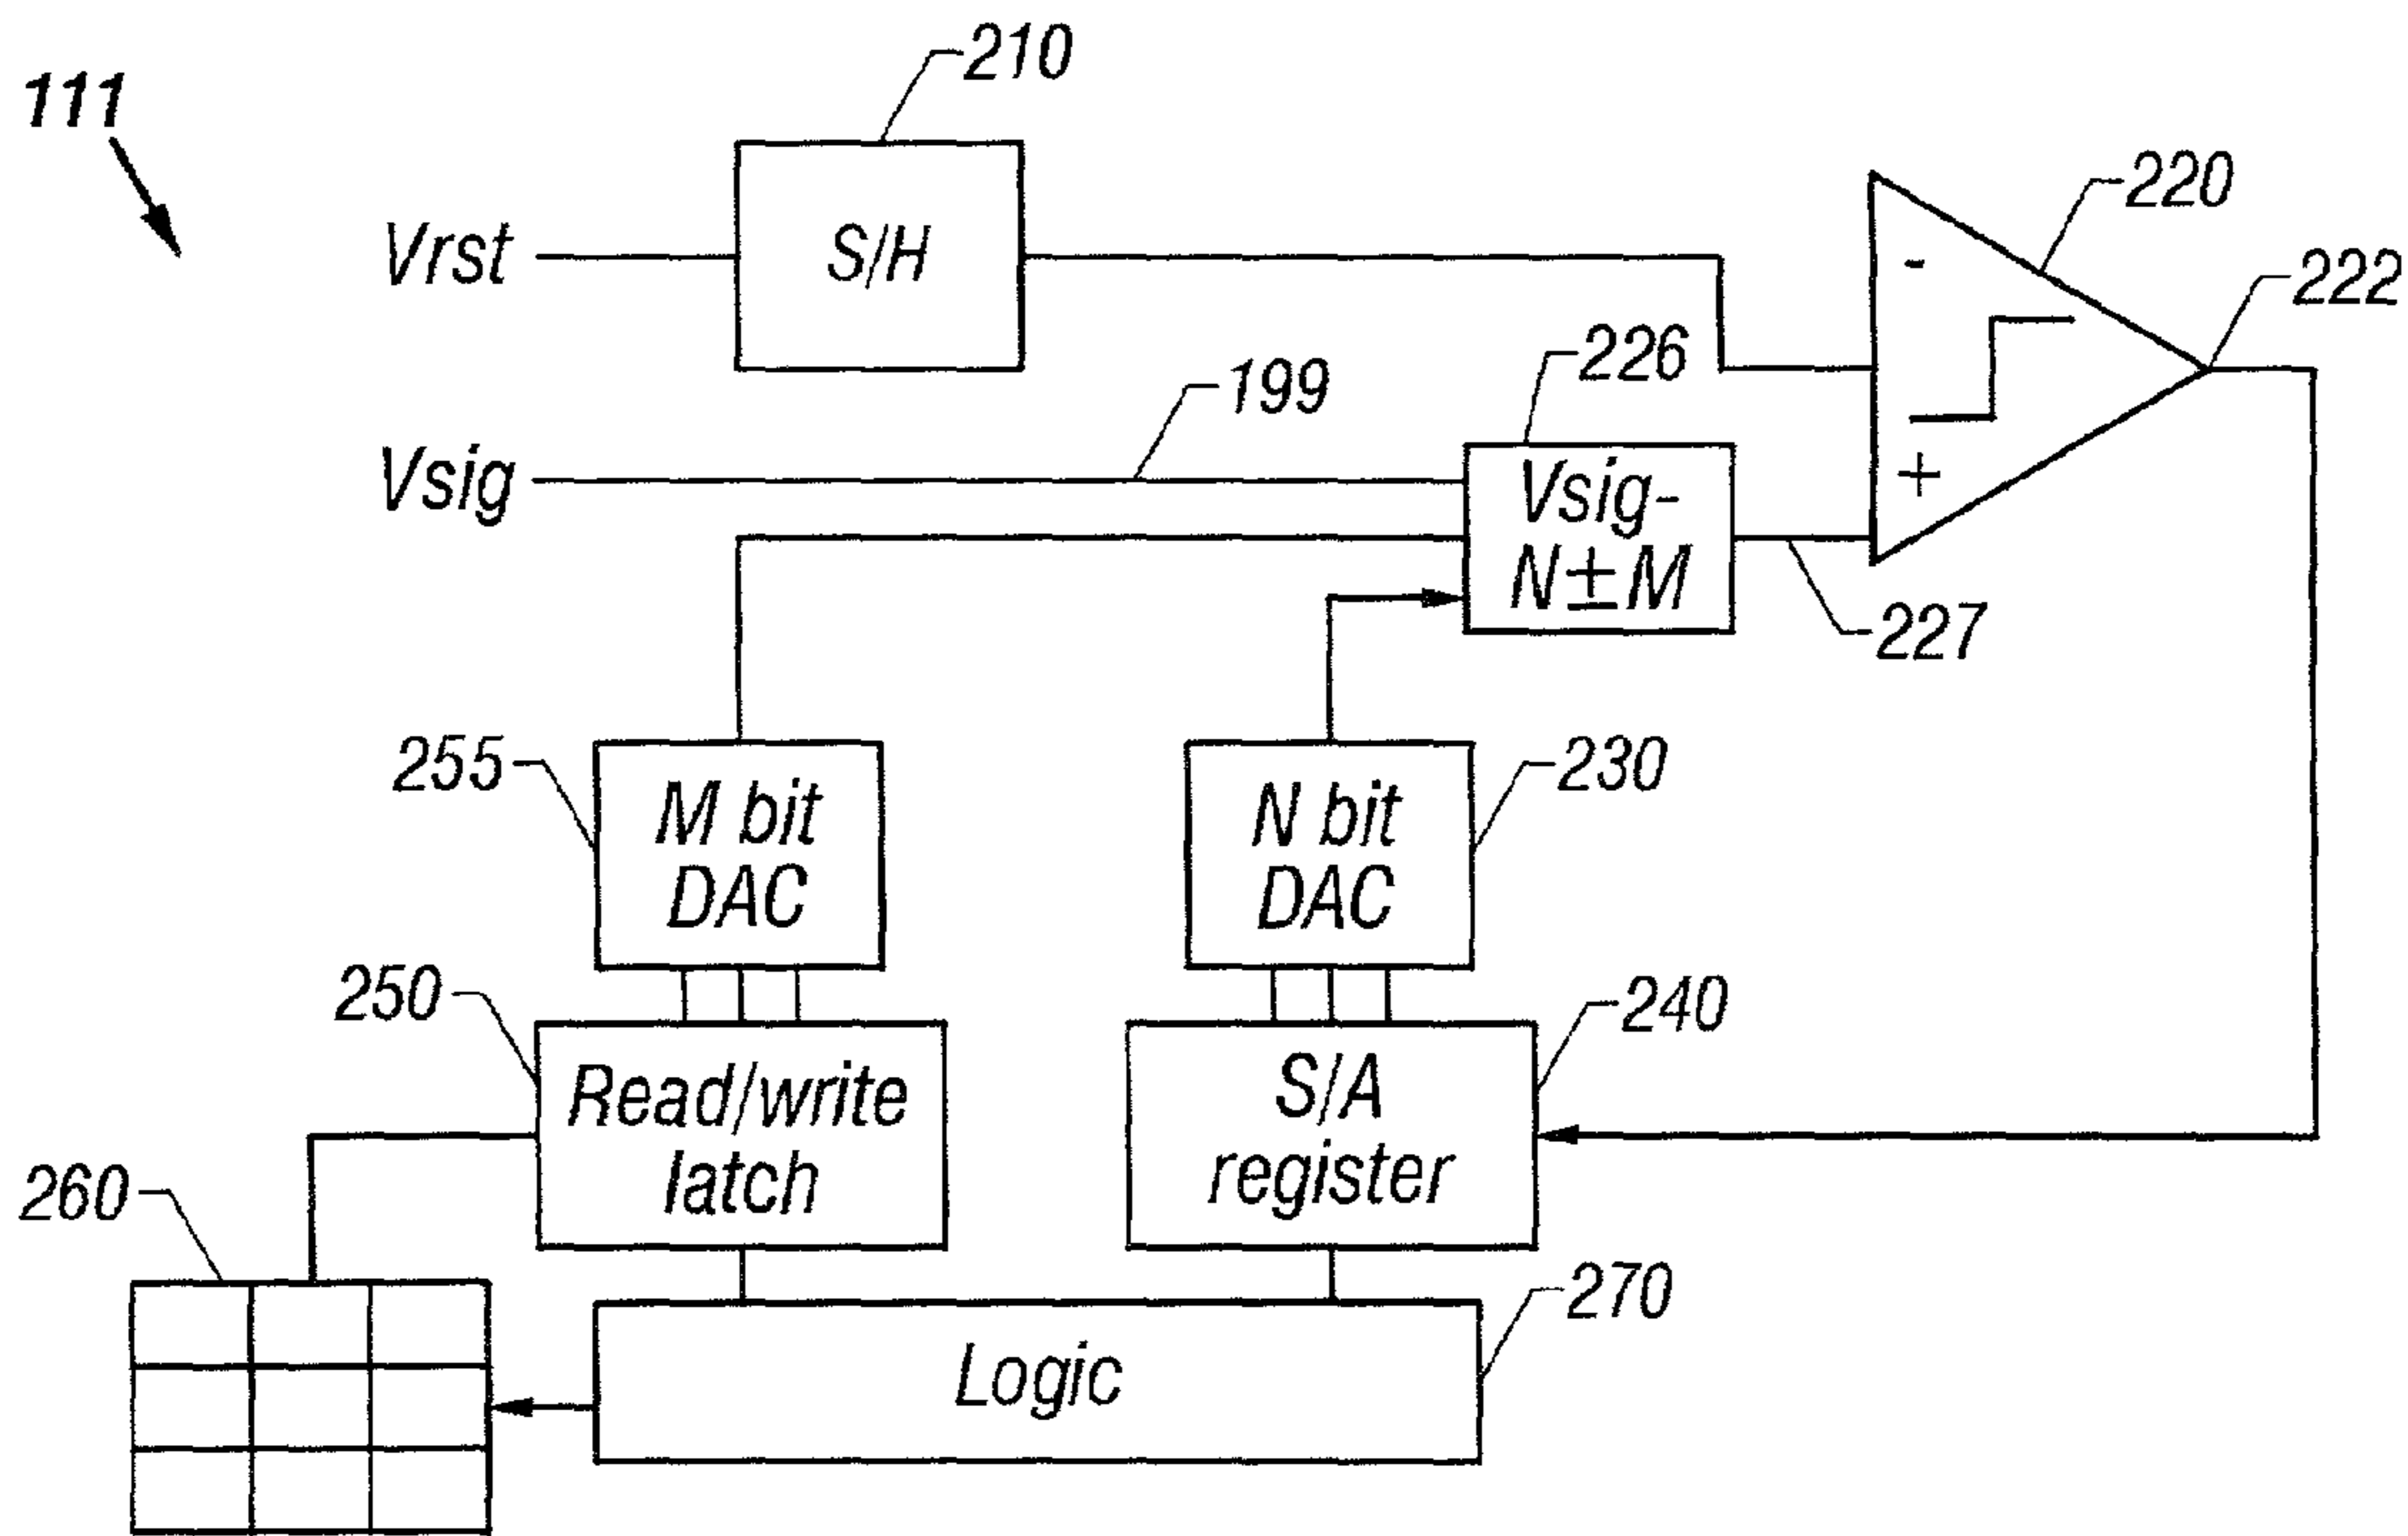 210
111
Vrst
S/H
-
220
222
226
199
Vsig
Vsig-
N±M
+
227
255
M bit
DAC
N bit
DAC
230
250
Read/write
latch
S/A
register
240
260
270
Logic